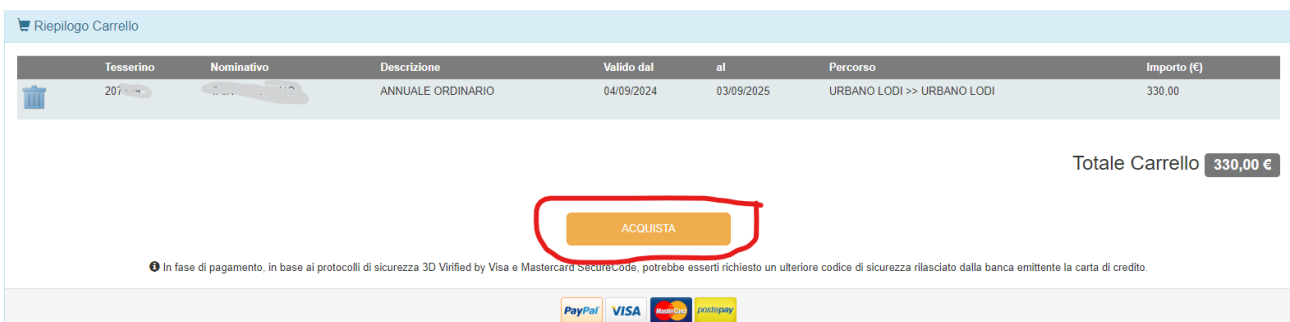 Riepilogo Carrello
Tesserino Nominativo Descrizione Valido dal al Percorso Importo (€)
207 ANNUALE ORDINARIO 04/09/2024 03/09/2025 URBANO LODI >> URBANO LODI 330,00
Totale Carrello 330,00 €
ACQUISTA
In fase di pagamento, in base ai protocolli di sicurezza 3D Virified by Visa e Mastercard SecureCode, potrebbe esserti richiesto un ulteriore codice di sicurezza rilasciato dalla banca emittente la carta di credito.
PayPal VISA MasterCard postepay